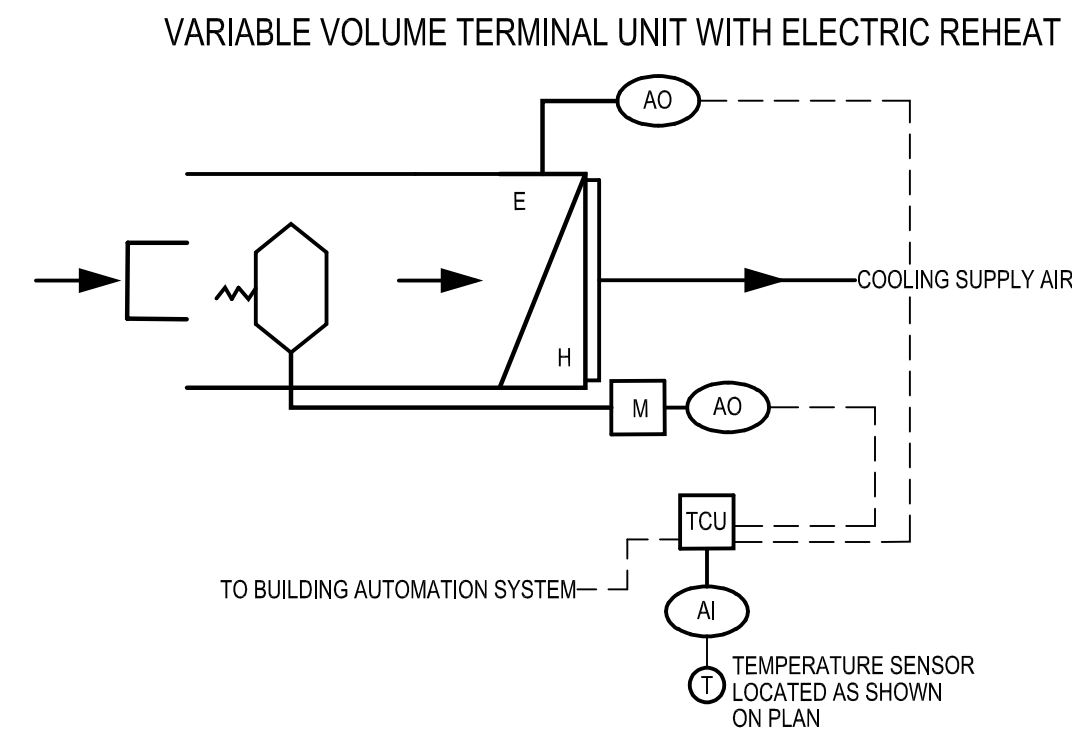 VARIABLE VOLUME TERMINAL UNIT WITH ELECTRIC REHEAT
AO
E
COOLING SUPPLY AIR
H
M
AO
TCU
TO BUILDING AUTOMATION SYSTEM
AI
T
TEMPERATURE SENSOR
LOCATED AS SHOWN
ON PLAN